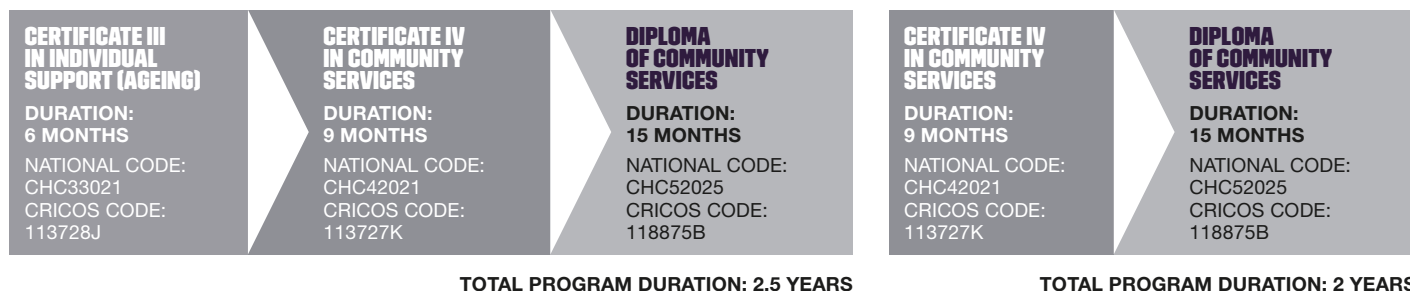 CERTIFICATE III
IN INDIVIDUAL
SUPPORT (AGEING)
DURATION:
6 MONTHS
NATIONAL CODE:
CHC33021
CRICOS CODE:
113728J
CERTIFICATE IV
IN COMMUNITY
SERVICES
DURATION:
9 MONTHS
NATIONAL CODE:
CHC42021
CRICOS CODE:
113727K
DIPLOMA
OF COMMUNITY
SERVICES
DURATION:
15 MONTHS
NATIONAL CODE:
CHC52025
CRICOS CODE:
118875B
TOTAL PROGRAM DURATION: 2.5 YEARS
CERTIFICATE IV
IN COMMUNITY
SERVICES
DURATION:
9 MONTHS
NATIONAL CODE:
CHC42021
CRICOS CODE:
113727K
DIPLOMA
OF COMMUNITY
SERVICES
DURATION:
15 MONTHS
NATIONAL CODE:
CHC52025
CRICOS CODE:
118875B
TOTAL PROGRAM DURATION: 2 YEARS